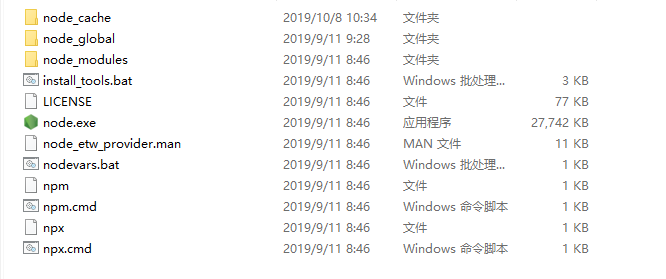 node_cache 2019/10/8 10:34 文件夹
node_global 2019/9/11 9:28 文件夹
node_modules 2019/9/11 8:46 文件夹
install_tools.bat 2019/9/11 8:46 Windows 批处理... 3 KB
LICENSE 2019/9/11 8:46 文件 77 KB
node.exe 2019/9/11 8:46 应用程序 27,742 KB
node_etw_provider.man 2019/9/11 8:46 MAN 文件 11 KB
nodevars.bat 2019/9/11 8:46 Windows 批处理... 1 KB
npm 2019/9/11 8:46 文件 1 KB
npm.cmd 2019/9/11 8:46 Windows 命令脚本 1 KB
npx 2019/9/11 8:46 文件 1 KB
npx.cmd 2019/9/11 8:46 Windows 命令脚本 1 KB